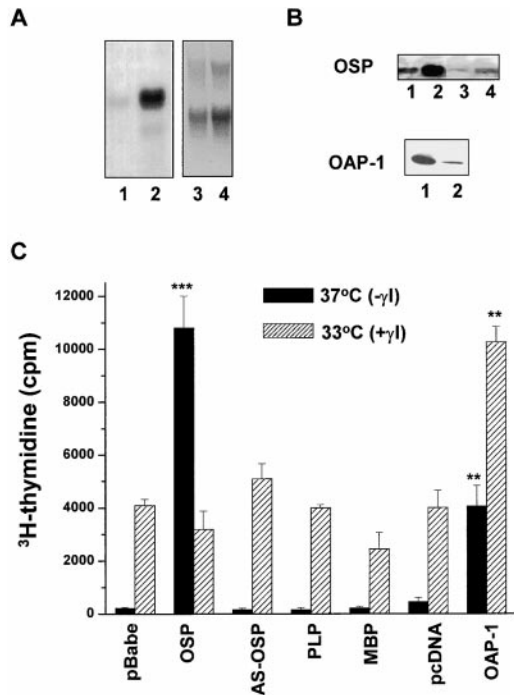 A
1 2 3 4
B
OSP
1 2 3 4
OAP-1
1 2
C
37°C (-γI)
33°C (+γI)
³H-thymidine (cpm)
12000
10000
8000
6000
4000
2000
0
***
**
**
pBabe
OSP
AS-OSP
PLP
MBP
pcDNA
OAP-1